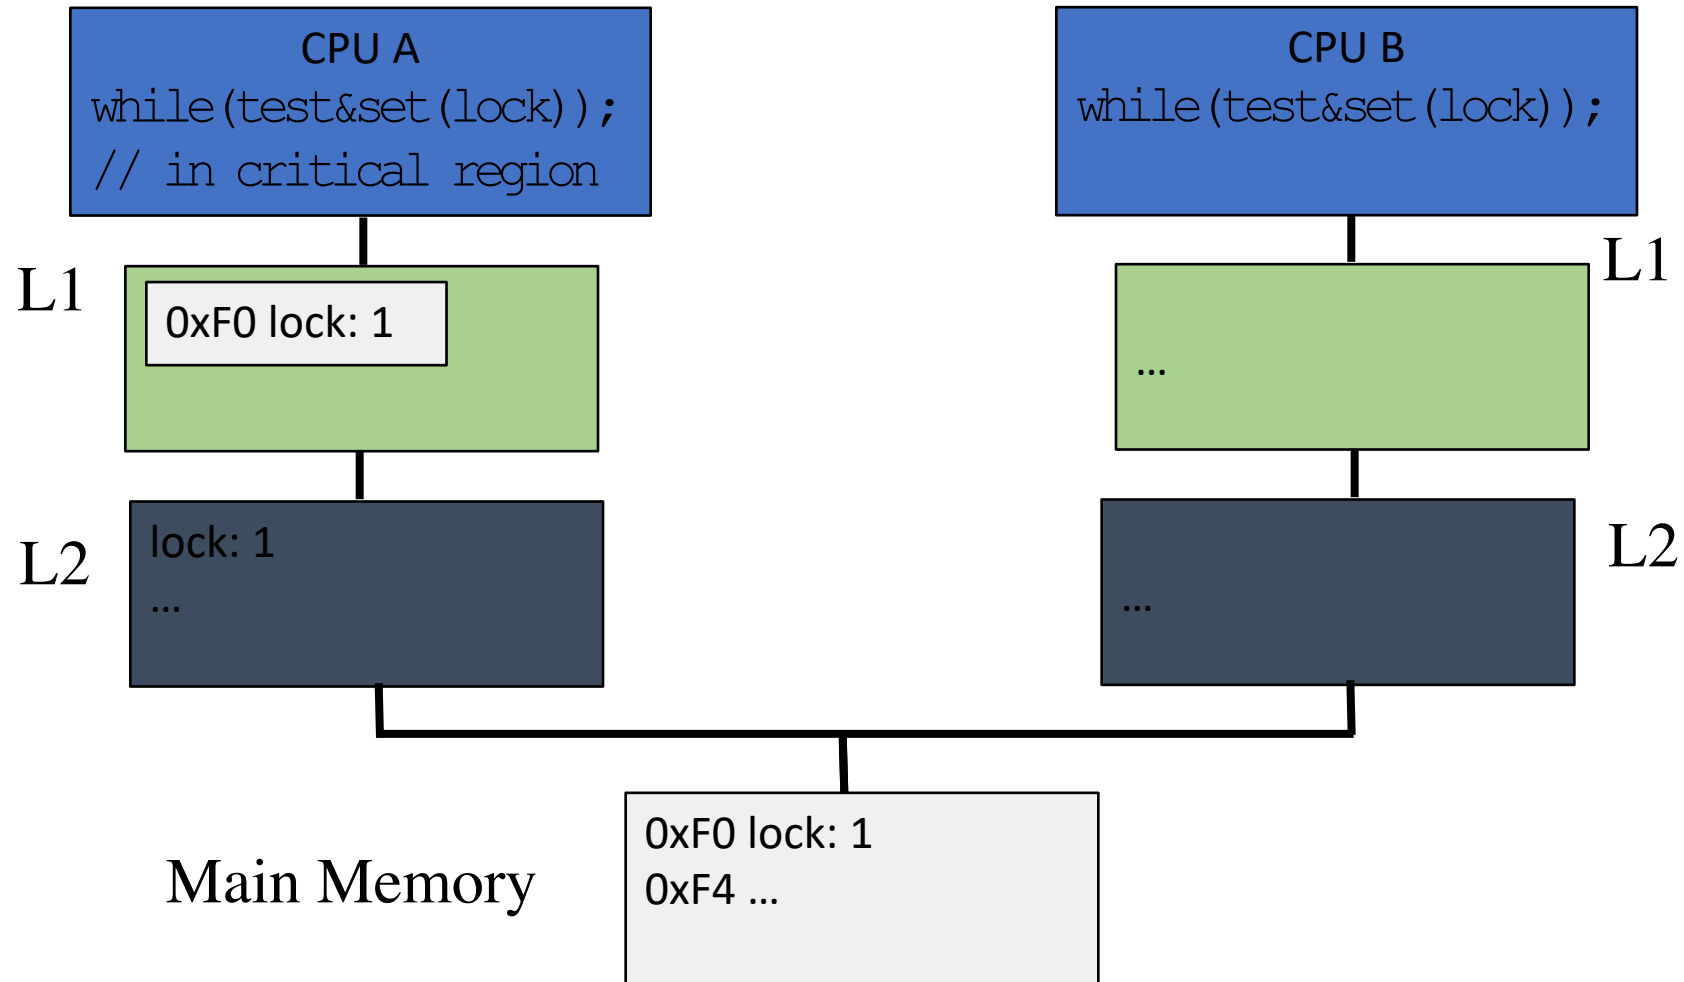 CPU A
while(test&set(lock));
// in critical region
CPU B
while(test&set(lock));
L1
0xF0 lock: 1
...
L1
L2
lock: 1
...
...
L2
Main Memory
0xF0 lock: 1
0xF4 ...